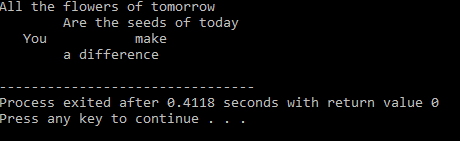 All the flowers of tomorrow
Are the seeds of today
You make
a difference
--------------------------------
Process exited after 0.4118 seconds with return value 0
Press any key to continue . . .